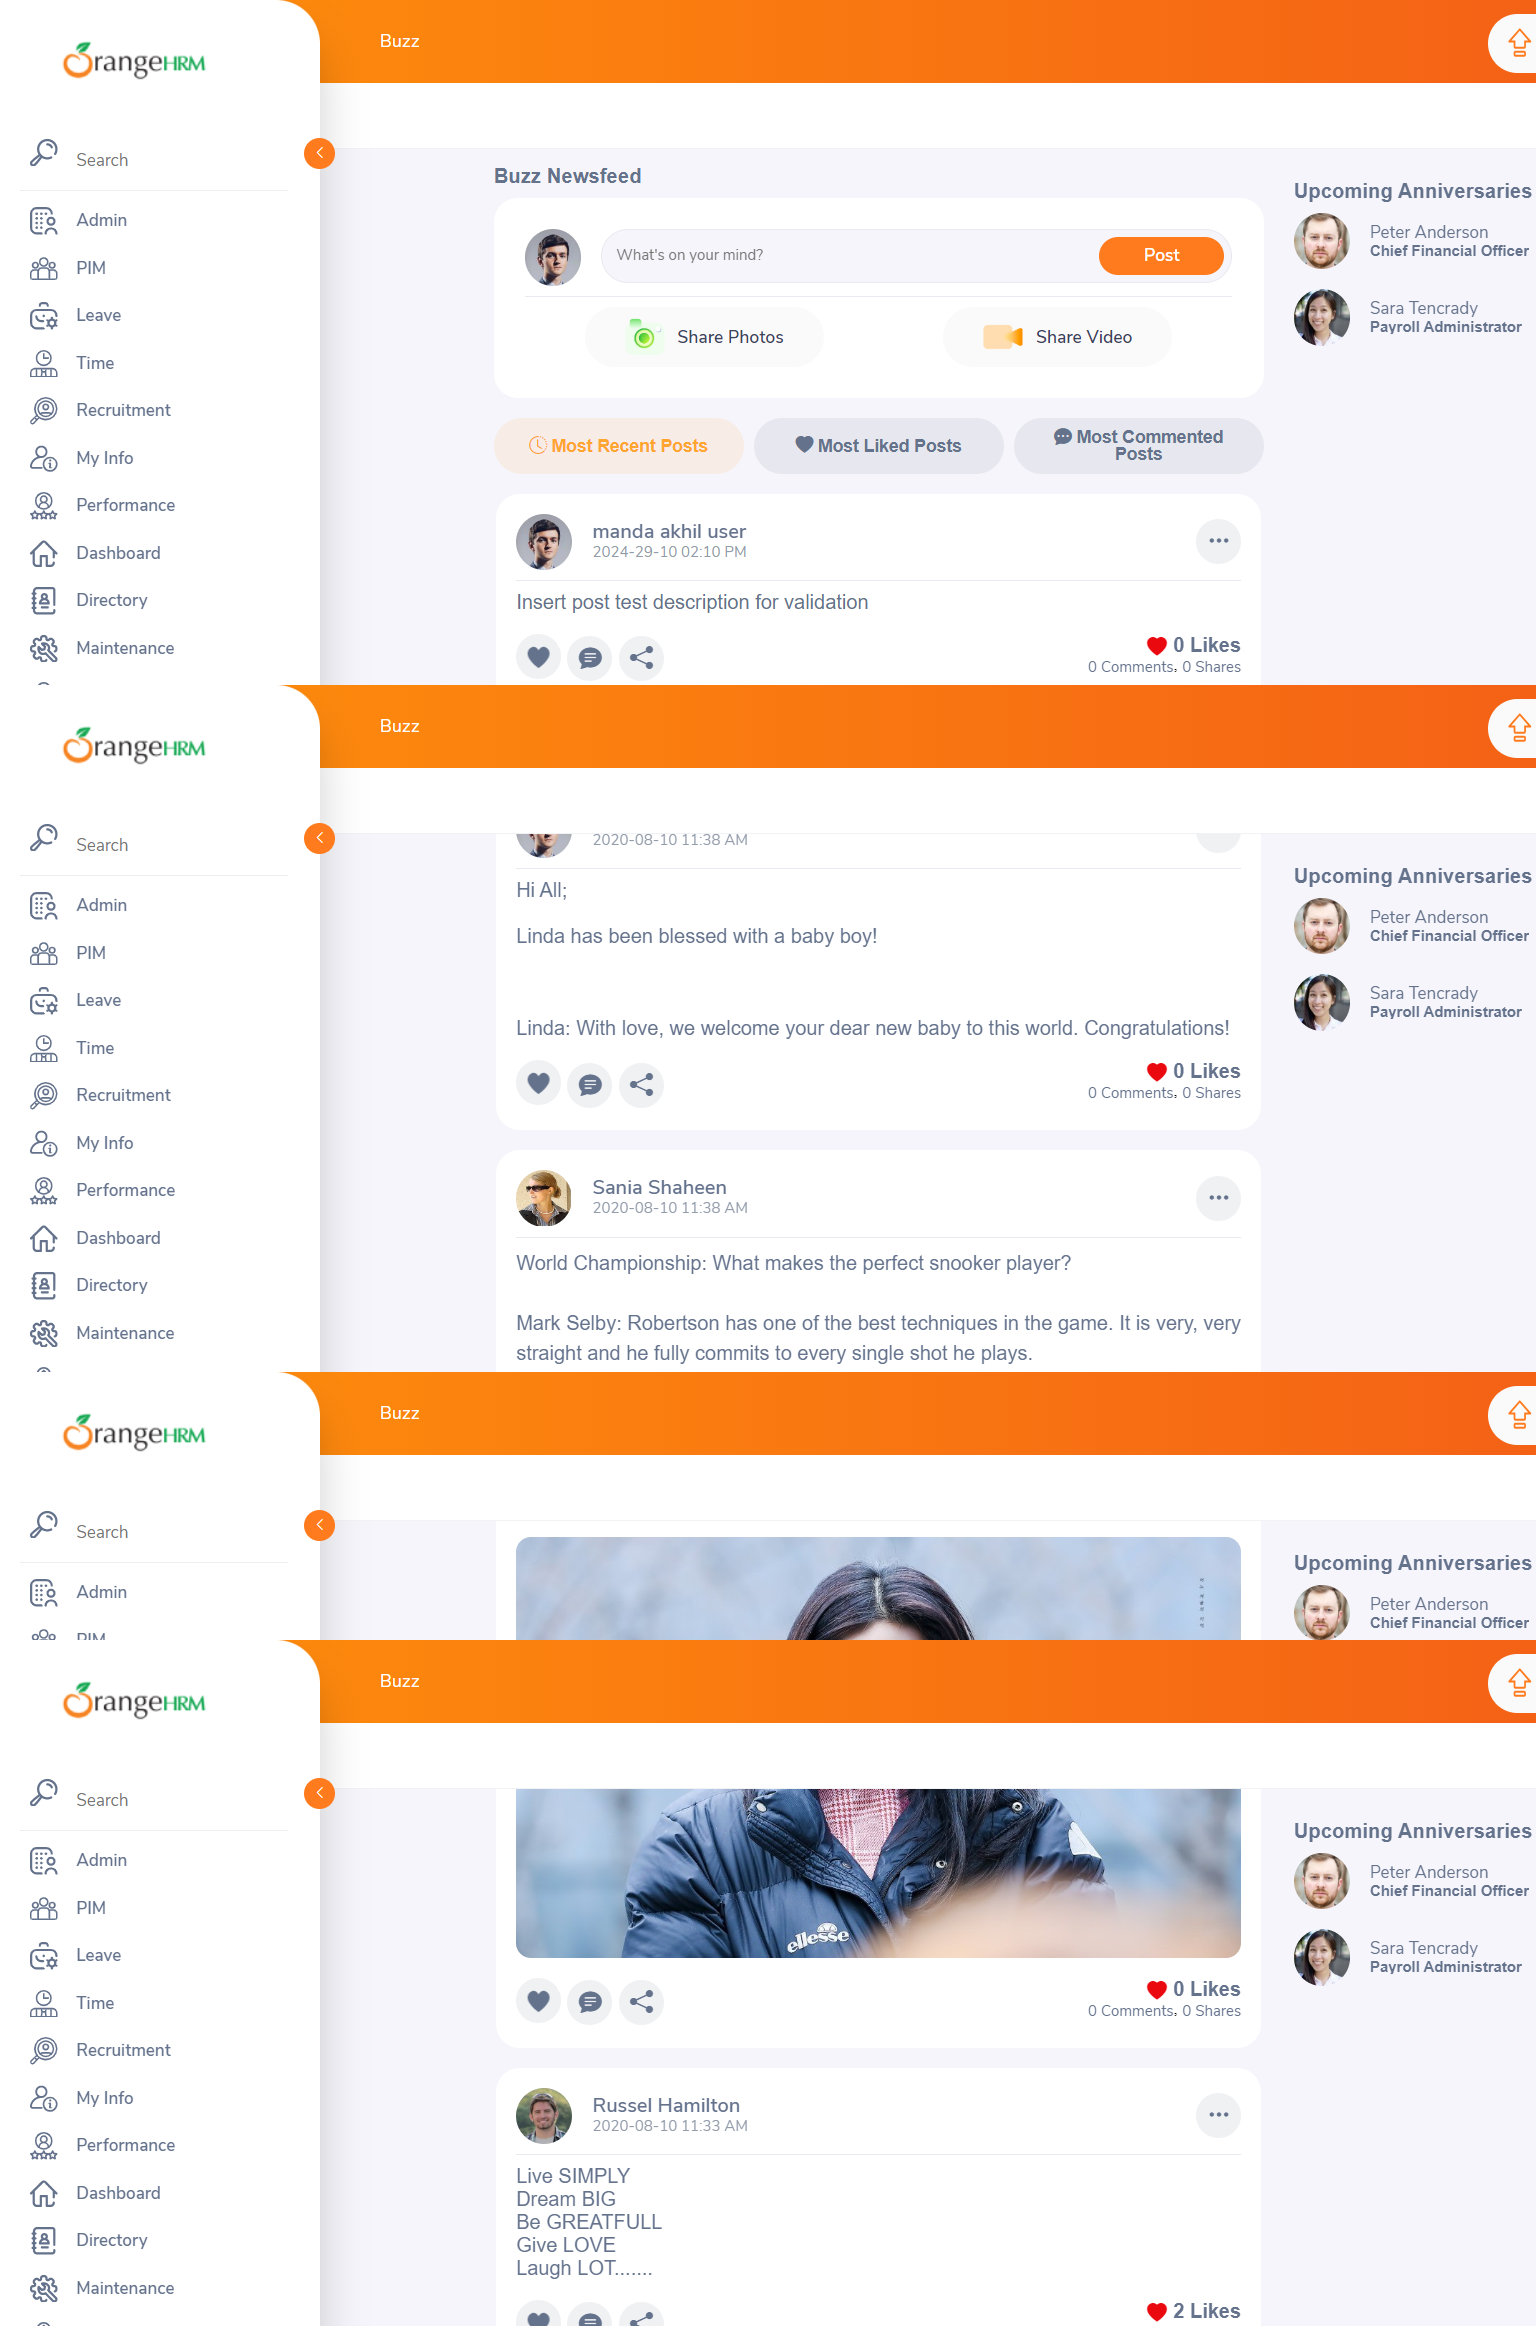 OrangeHRM
Buzz
Search
Admin
PIM
Leave
Time
Recruitment
My Info
Performance
Dashboard
Directory
Maintenance
Buzz Newsfeed
What's on your mind?
Post
Share Photos
Share Video
Most Recent Posts
Most Liked Posts
Most Commented
Posts
manda akhil user
2024-29-10 02:10 PM
Insert post test description for validation
0 Likes
0 Comments, 0 Shares
Upcoming Anniversaries
Peter Anderson
Chief Financial Officer
Sara Tencrady
Payroll Administrator
OrangeHRM
Buzz
Search
Admin
PIM
Leave
Time
Recruitment
My Info
Performance
Dashboard
Directory
Maintenance
2020-08-10 11:38 AM
Hi All;
Linda has been blessed with a baby boy!
Linda: With love, we welcome your dear new baby to this world. Congratulations!
0 Likes
0 Comments, 0 Shares
Sania Shaheen
2020-08-10 11:38 AM
World Championship: What makes the perfect snooker player?
Mark Selby: Robertson has one of the best techniques in the game. It is very, very
straight and he fully commits to every single shot he plays.
Upcoming Anniversaries
Peter Anderson
Chief Financial Officer
Sara Tencrady
Payroll Administrator
OrangeHRM
Buzz
Search
Admin
PIM
Upcoming Anniversaries
Peter Anderson
Chief Financial Officer
OrangeHRM
Buzz
Search
Admin
PIM
Leave
Time
Recruitment
My Info
Performance
Dashboard
Directory
Maintenance
ellesse
0 Likes
0 Comments, 0 Shares
Russel Hamilton
2020-08-10 11:33 AM
Live SIMPLY
Dream BIG
Be GREATFULL
Give LOVE
Laugh LOT.......
2 Likes
Upcoming Anniversaries
Peter Anderson
Chief Financial Officer
Sara Tencrady
Payroll Administrator